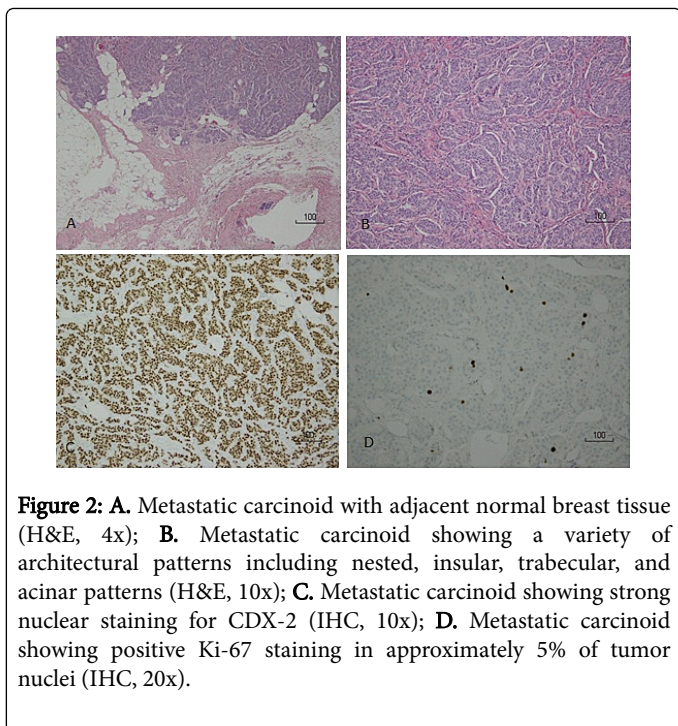 A
100
B
100
C
D
100
Figure 2: A. Metastatic carcinoid with adjacent normal breast tissue
(H&E, 4x); B. Metastatic carcinoid showing a variety of
architectural patterns including nested, insular, trabecular, and
acinar patterns (H&E, 10x); C. Metastatic carcinoid showing strong
nuclear staining for CDX-2 (IHC, 10x); D. Metastatic carcinoid
showing positive Ki-67 staining in approximately 5% of tumor
nuclei (IHC, 20x).